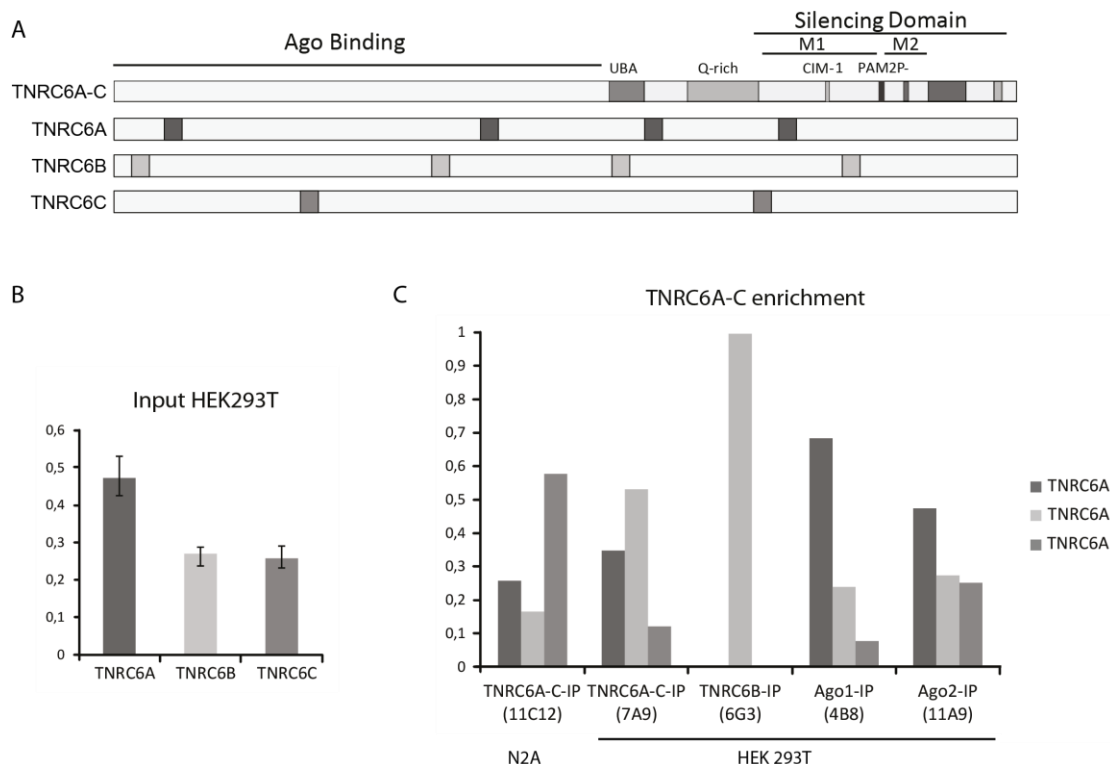 A
Silencing Domain
Ago Binding
M1 M2
UBA Q-rich CIM-1 PAM2P-
TNRC6A-C
TNRC6A
TNRC6B
TNRC6C
B
Input HEK293T
0,6
0,5
0,4
0,3
0,2
0,1
0
TNRC6A TNRC6B TNRC6C
C
TNRC6A-C enrichment
1
0,9
0,8
0,7
0,6
0,5
0,4
0,3
0,2
0,1
0
TNRC6A-C-IP TNRC6A-C-IP TNRC6B-IP Ago1-IP Ago2-IP
(11C12) (7A9) (6G3) (4B8) (11A9)
N2A HEK 293T
TNRC6A
TNRC6A
TNRC6A